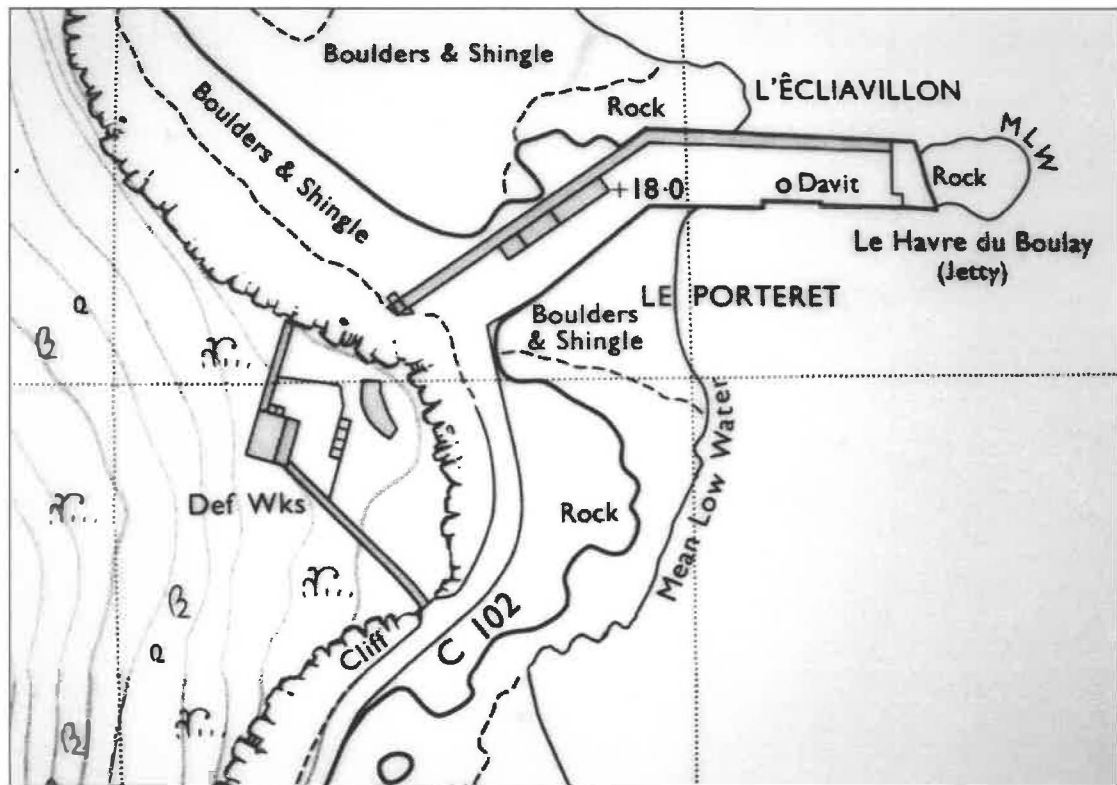 Boulders & Shingle
L'ÉCLIAVILLON
Boulders & Shingle
Rock
MLW
+18·0
Davit
Rock
Le Havre du Boulay
(Jetty)
LE PORTERET
Boulders
& Shingle
Mean Low Water
Def Wks
Rock
C 102
Cliff